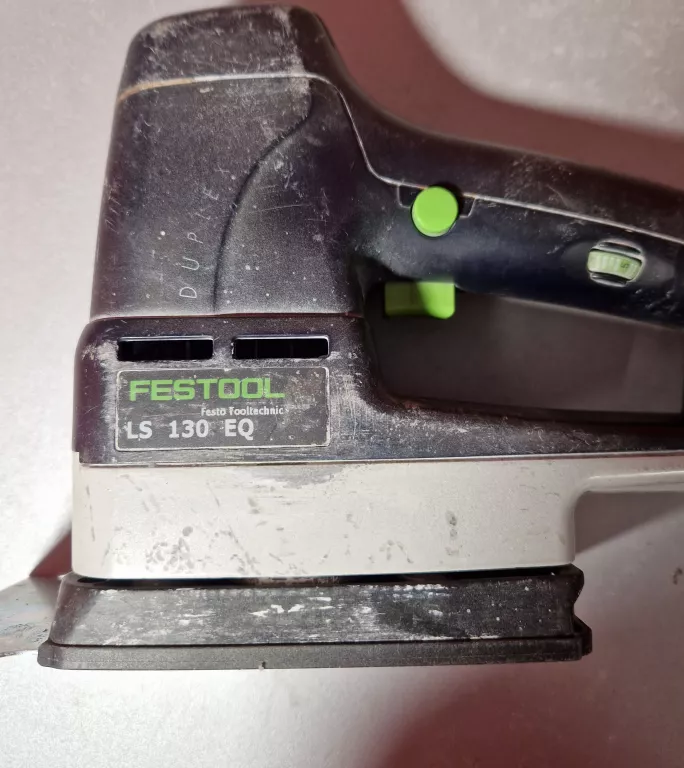 DUPLEX
FESTOOL
Festo Tooltechnic
LS 130 EQ